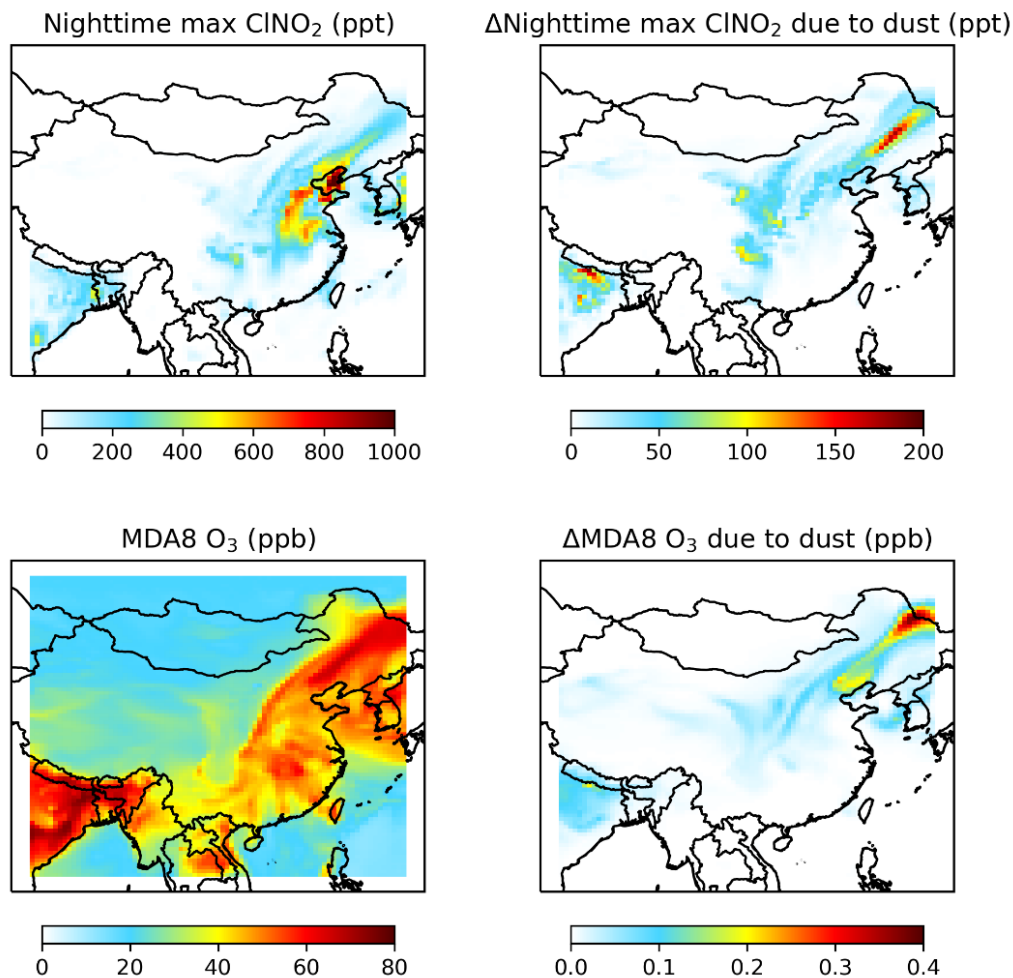 Nighttime max ClNO₂ (ppt)
ΔNighttime max ClNO₂ due to dust (ppt)
0 200 400 600 800 1000
0 50 100 150 200
MDA8 O₃ (ppb)
ΔMDA8 O₃ due to dust (ppb)
0 20 40 60 80
0.0 0.1 0.2 0.3 0.4